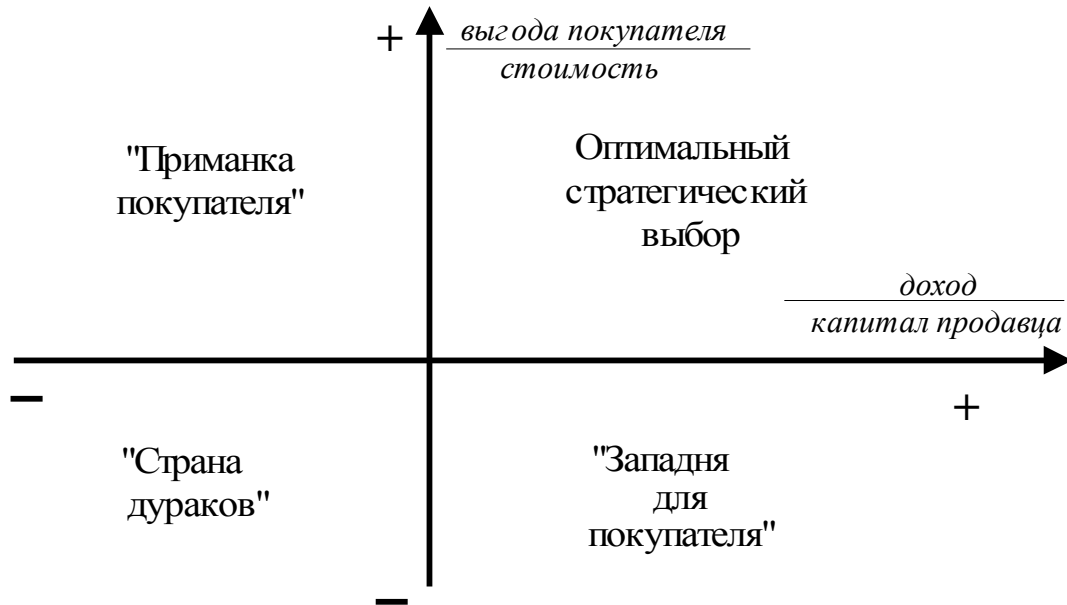 +
выгода покупателя
стоимость
"Приманка
покупателя"
Оптимальный
стратегический
выбор
доход
капитал продавца
−
+
"Страна
дураков"
"Западня
для
покупателя"
−